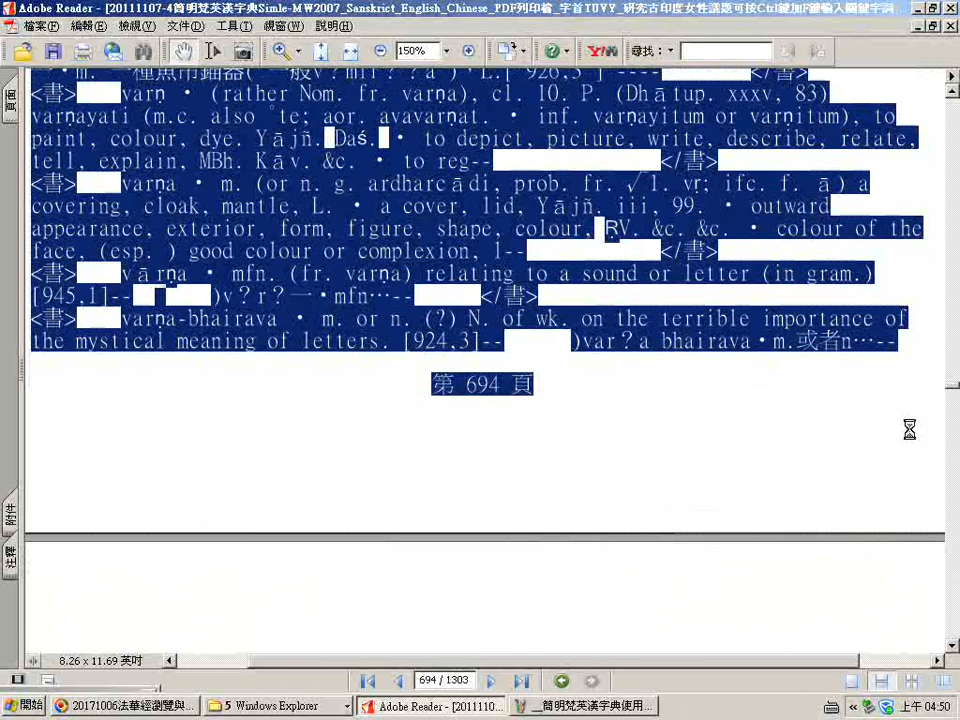 Adobe Reader - [20111107-4簡明梵英漢字典Simle-MW2007_Sanskrict_English_Chinese_PDF列印檔_字首TUVY_研究古印度女性議題可按Ctrl鍵加F鍵輸入關鍵字詞
檔案(F) 編輯(E) 檢視(V) 文件(D) 工具(T) 視窗(W) 說明(H)
150% 尋找：
頁面
<書> varṇ • (rather Nom. fr. varṇa), cl. 10. P. (Dhātup. xxxv, 83)
varṇayati (m.c. also °te; aor. avavarṇat. • inf. varṇayitum or varṇitum), to
paint, colour, dye. Yājñ. Daś. • to depict, picture, write, describe, relate,
tell, explain, MBh. Kāv. &c. • to reg-- </書>
<書> varṇa • m. (or n. g. ardharcādi, prob. fr. √1. vṛ; ifc. f. ā) a
covering, cloak, mantle, L. • a cover, lid, Yājñ. iii, 99. • outward
appearance, exterior, form, figure, shape, colour, ṚV. &c. &c. • colour of the
face, (esp. ) good colour or complexion, l-- </書>
<書> vārṇa • mfn. (fr. varṇa) relating to a sound or letter (in gram.)
[945,1]-- )v？r？一•mfn…-- </書>
<書> varṇa-bhairava • m. or n. (?) N. of wk. on the terrible importance of
the mystical meaning of letters. [924,3]-- )var？a bhairava•m.或者n…--
第 694 頁
附件
注釋
8.26 x 11.69 英吋
694 / 1303
開始 20171006法華經瀏覽與... 5 Windows Explorer Adobe Reader - [2011110... __簡明梵英漢字典使用... 上午 04:50